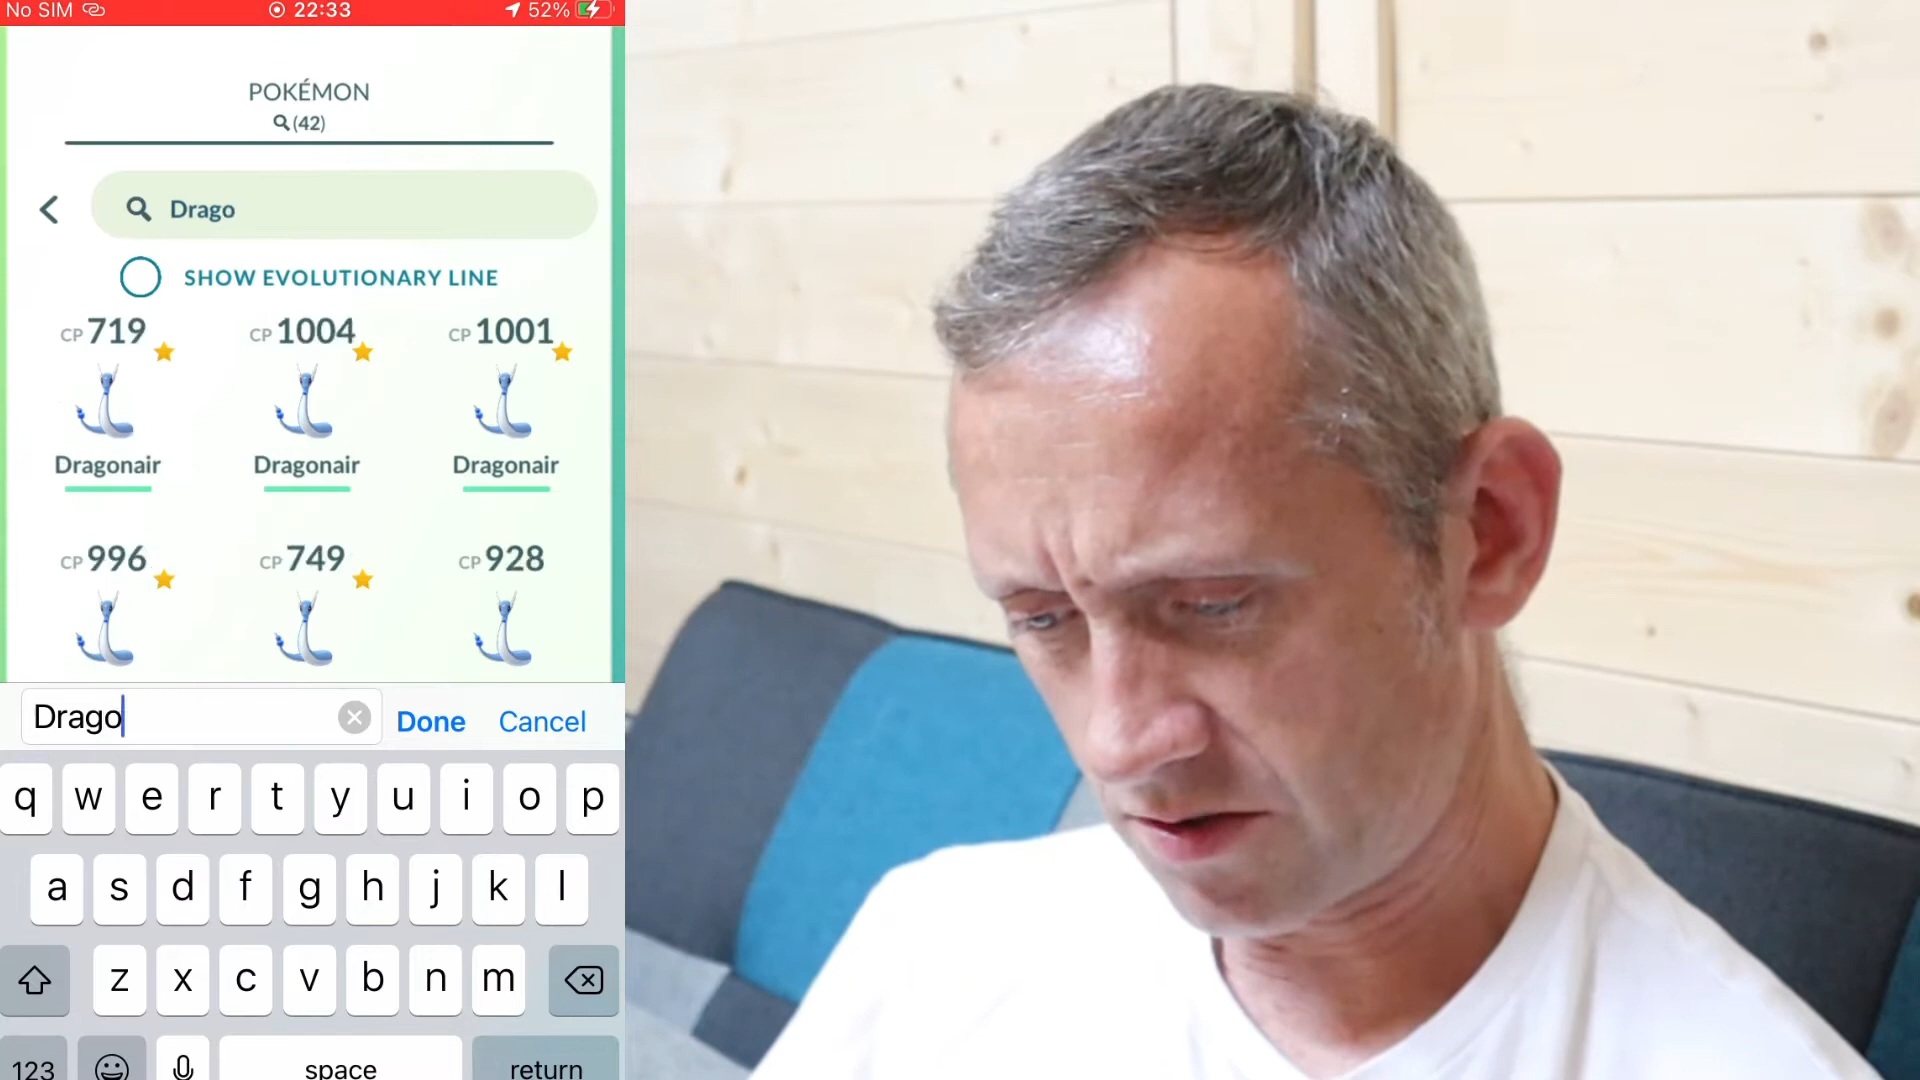 No SIM 22:33 52%
POKÉMON
(42)
Drago
SHOW EVOLUTIONARY LINE
CP 719 CP 1004 CP 1001
Dragonair Dragonair Dragonair
CP 996 CP 749 CP 928
Drago Done Cancel
q w e r t y u i o p
a s d f g h j k l
z x c v b n m
123 space return